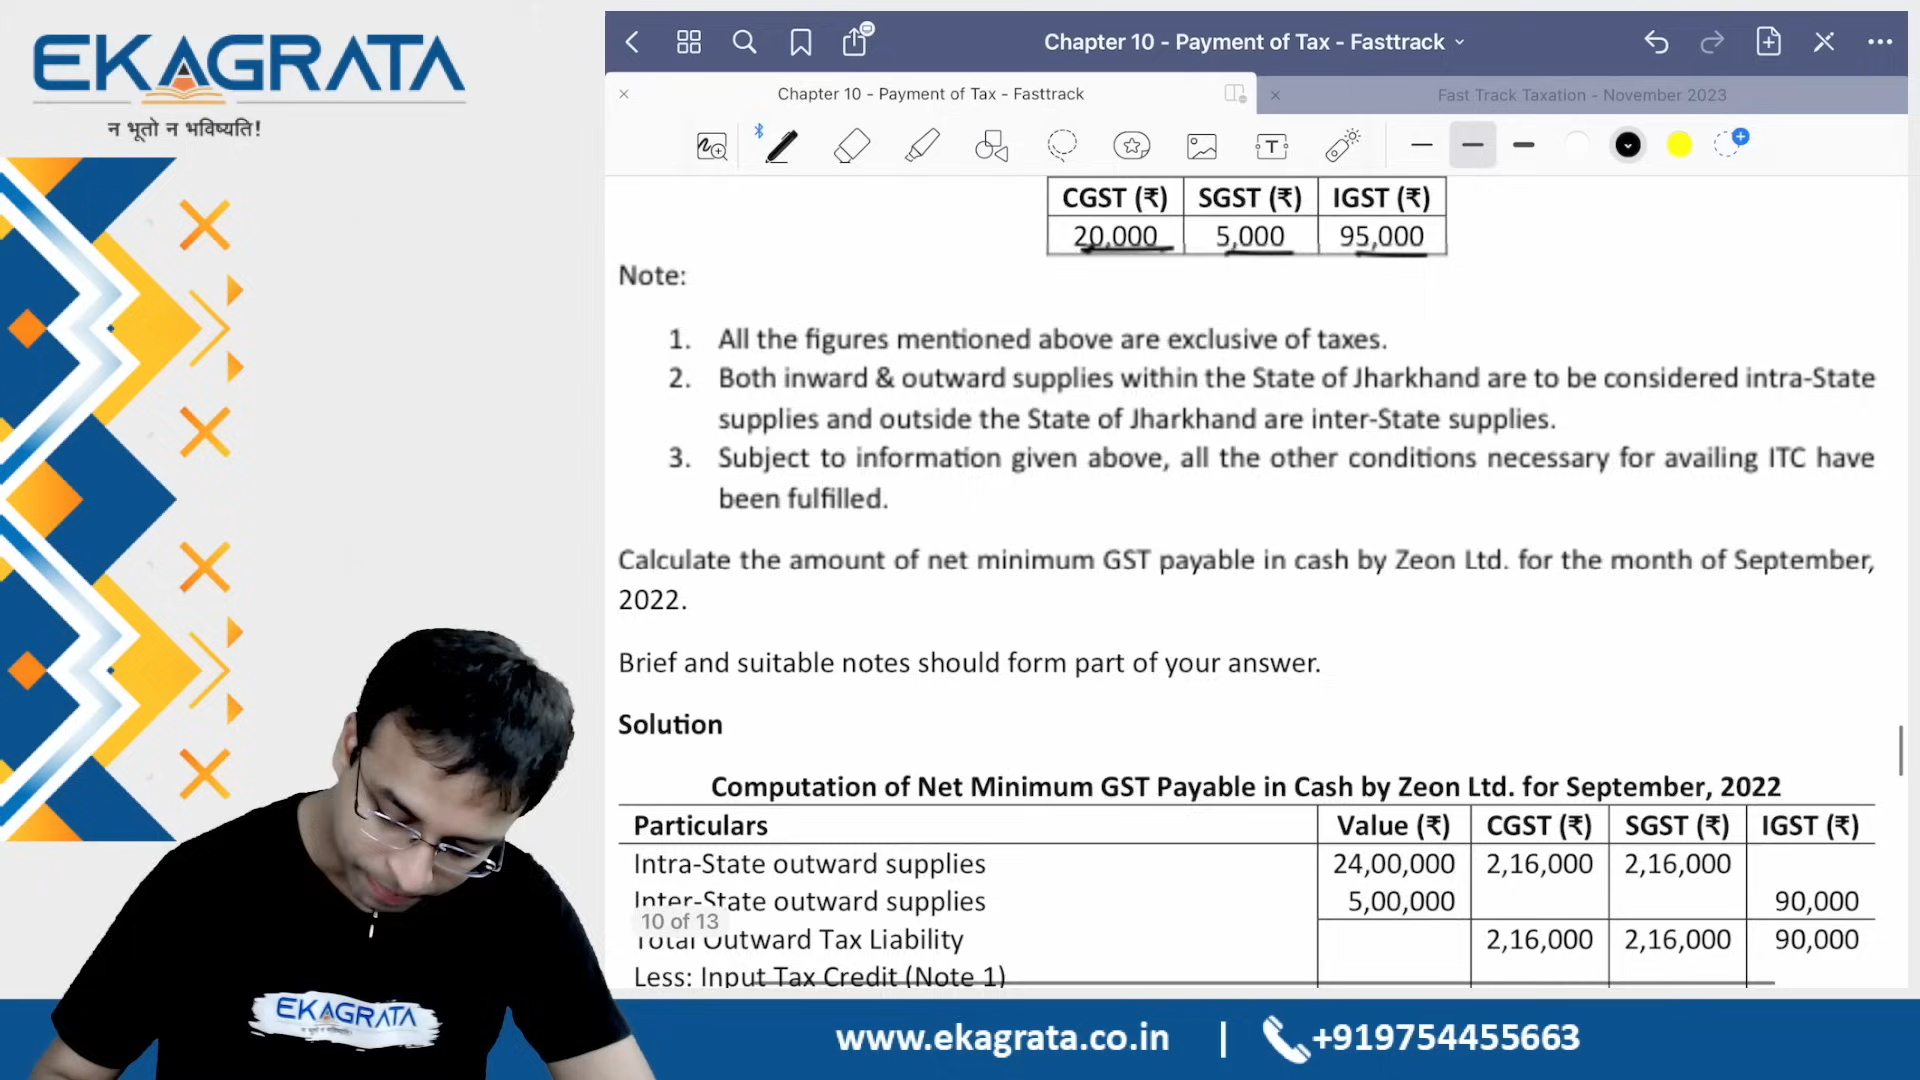 EKAGRATA
न भूतो न भविष्यति!
Chapter 10 - Payment of Tax - Fasttrack
Chapter 10 - Payment of Tax - Fasttrack
Fast Track Taxation - November 2023
CGST (₹) SGST (₹) IGST (₹)
20,000 5,000 95,000
Note:
1. All the figures mentioned above are exclusive of taxes.
2. Both inward & outward supplies within the State of Jharkhand are to be considered intra-State
supplies and outside the State of Jharkhand are inter-State supplies.
3. Subject to information given above, all the other conditions necessary for availing ITC have
been fulfilled.
Calculate the amount of net minimum GST payable in cash by Zeon Ltd. for the month of September,
2022.
Brief and suitable notes should form part of your answer.
Solution
Computation of Net Minimum GST Payable in Cash by Zeon Ltd. for September, 2022
Particulars Value (₹) CGST (₹) SGST (₹) IGST (₹)
Intra-State outward supplies 24,00,000 2,16,000 2,16,000
Inter-State outward supplies 5,00,000 90,000
10 of 13
Total Outward Tax Liability 2,16,000 2,16,000 90,000
Less: Input Tax Credit (Note 1)
EKAGRATA
www.ekagrata.co.in | +919754455663